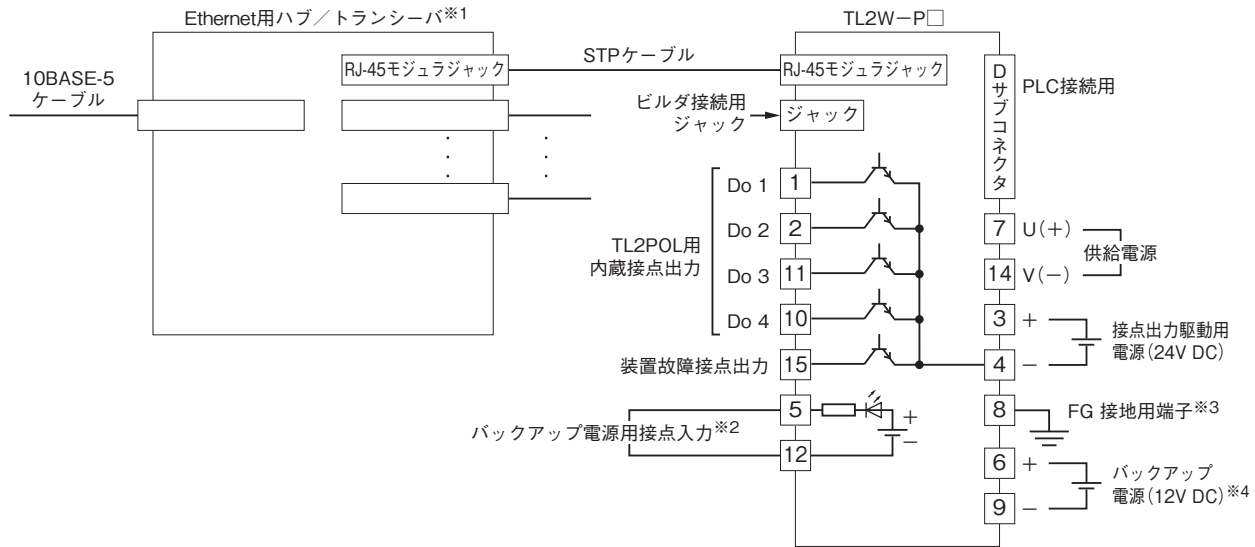 Ethernet用ハブ／トランシーバ※1
TL2W－P□
10BASE-5
ケーブル
RJ-45モジュラジャック
STPケーブル
RJ-45モジュラジャック
Dサブコネクタ
PLC接続用
ビルダ接続用
ジャック
ジャック
TL2POL用
内蔵接点出力
Do 1
1
Do 2
2
Do 3
11
Do 4
10
装置故障接点出力
15
バックアップ電源用接点入力※2
5
12
+
−
7
U(+)
14
V(−)
供給電源
3
+
4
−
接点出力駆動用
電源(24V DC)
8
FG 接地用端子※3
6
+
9
−
バックアップ
電源(12V DC)※4